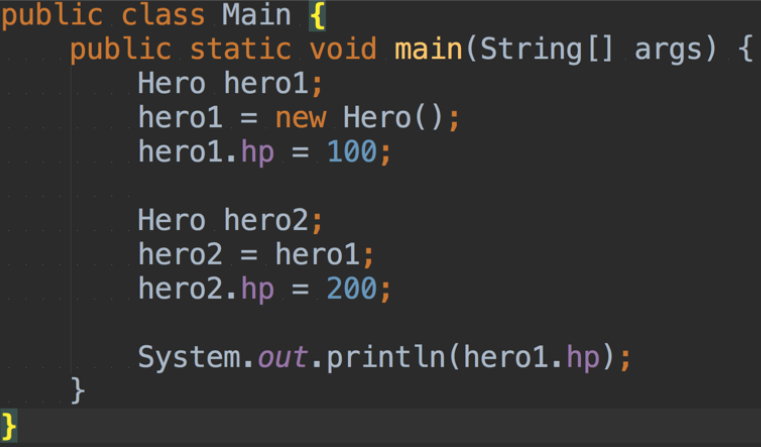 public class Main {
    public static void main(String[] args) {
        Hero hero1;
        hero1 = new Hero();
        hero1.hp = 100;

        Hero hero2;
        hero2 = hero1;
        hero2.hp = 200;

        System.out.println(hero1.hp);
    }
}